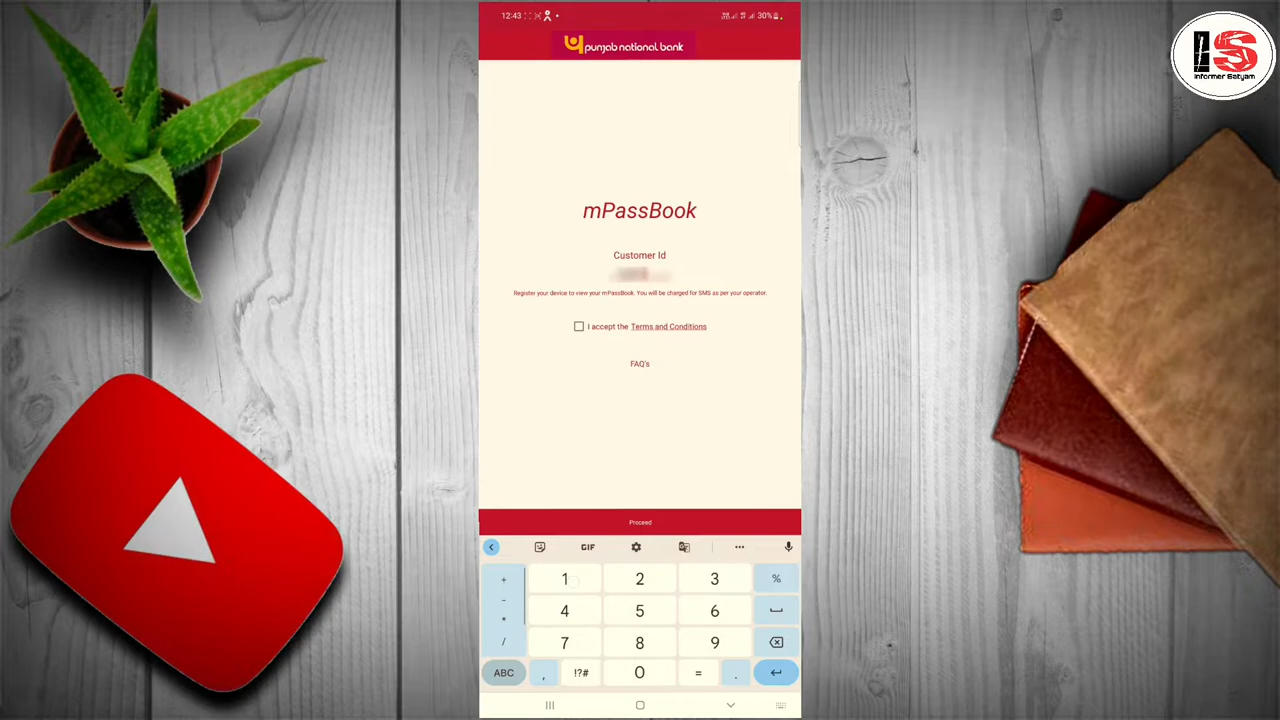 12:43
30%
punjab national bank
IS
Informer Satyam
mPassBook
Customer Id
Register your device to view your mPassBook. You will be charged for SMS as per your operator.
I accept the Terms and Conditions
FAQ's
Proceed
GIF
+ 1 2 3 %
- 4 5 6
*
/ 7 8 9
ABC , !?# 0 = .